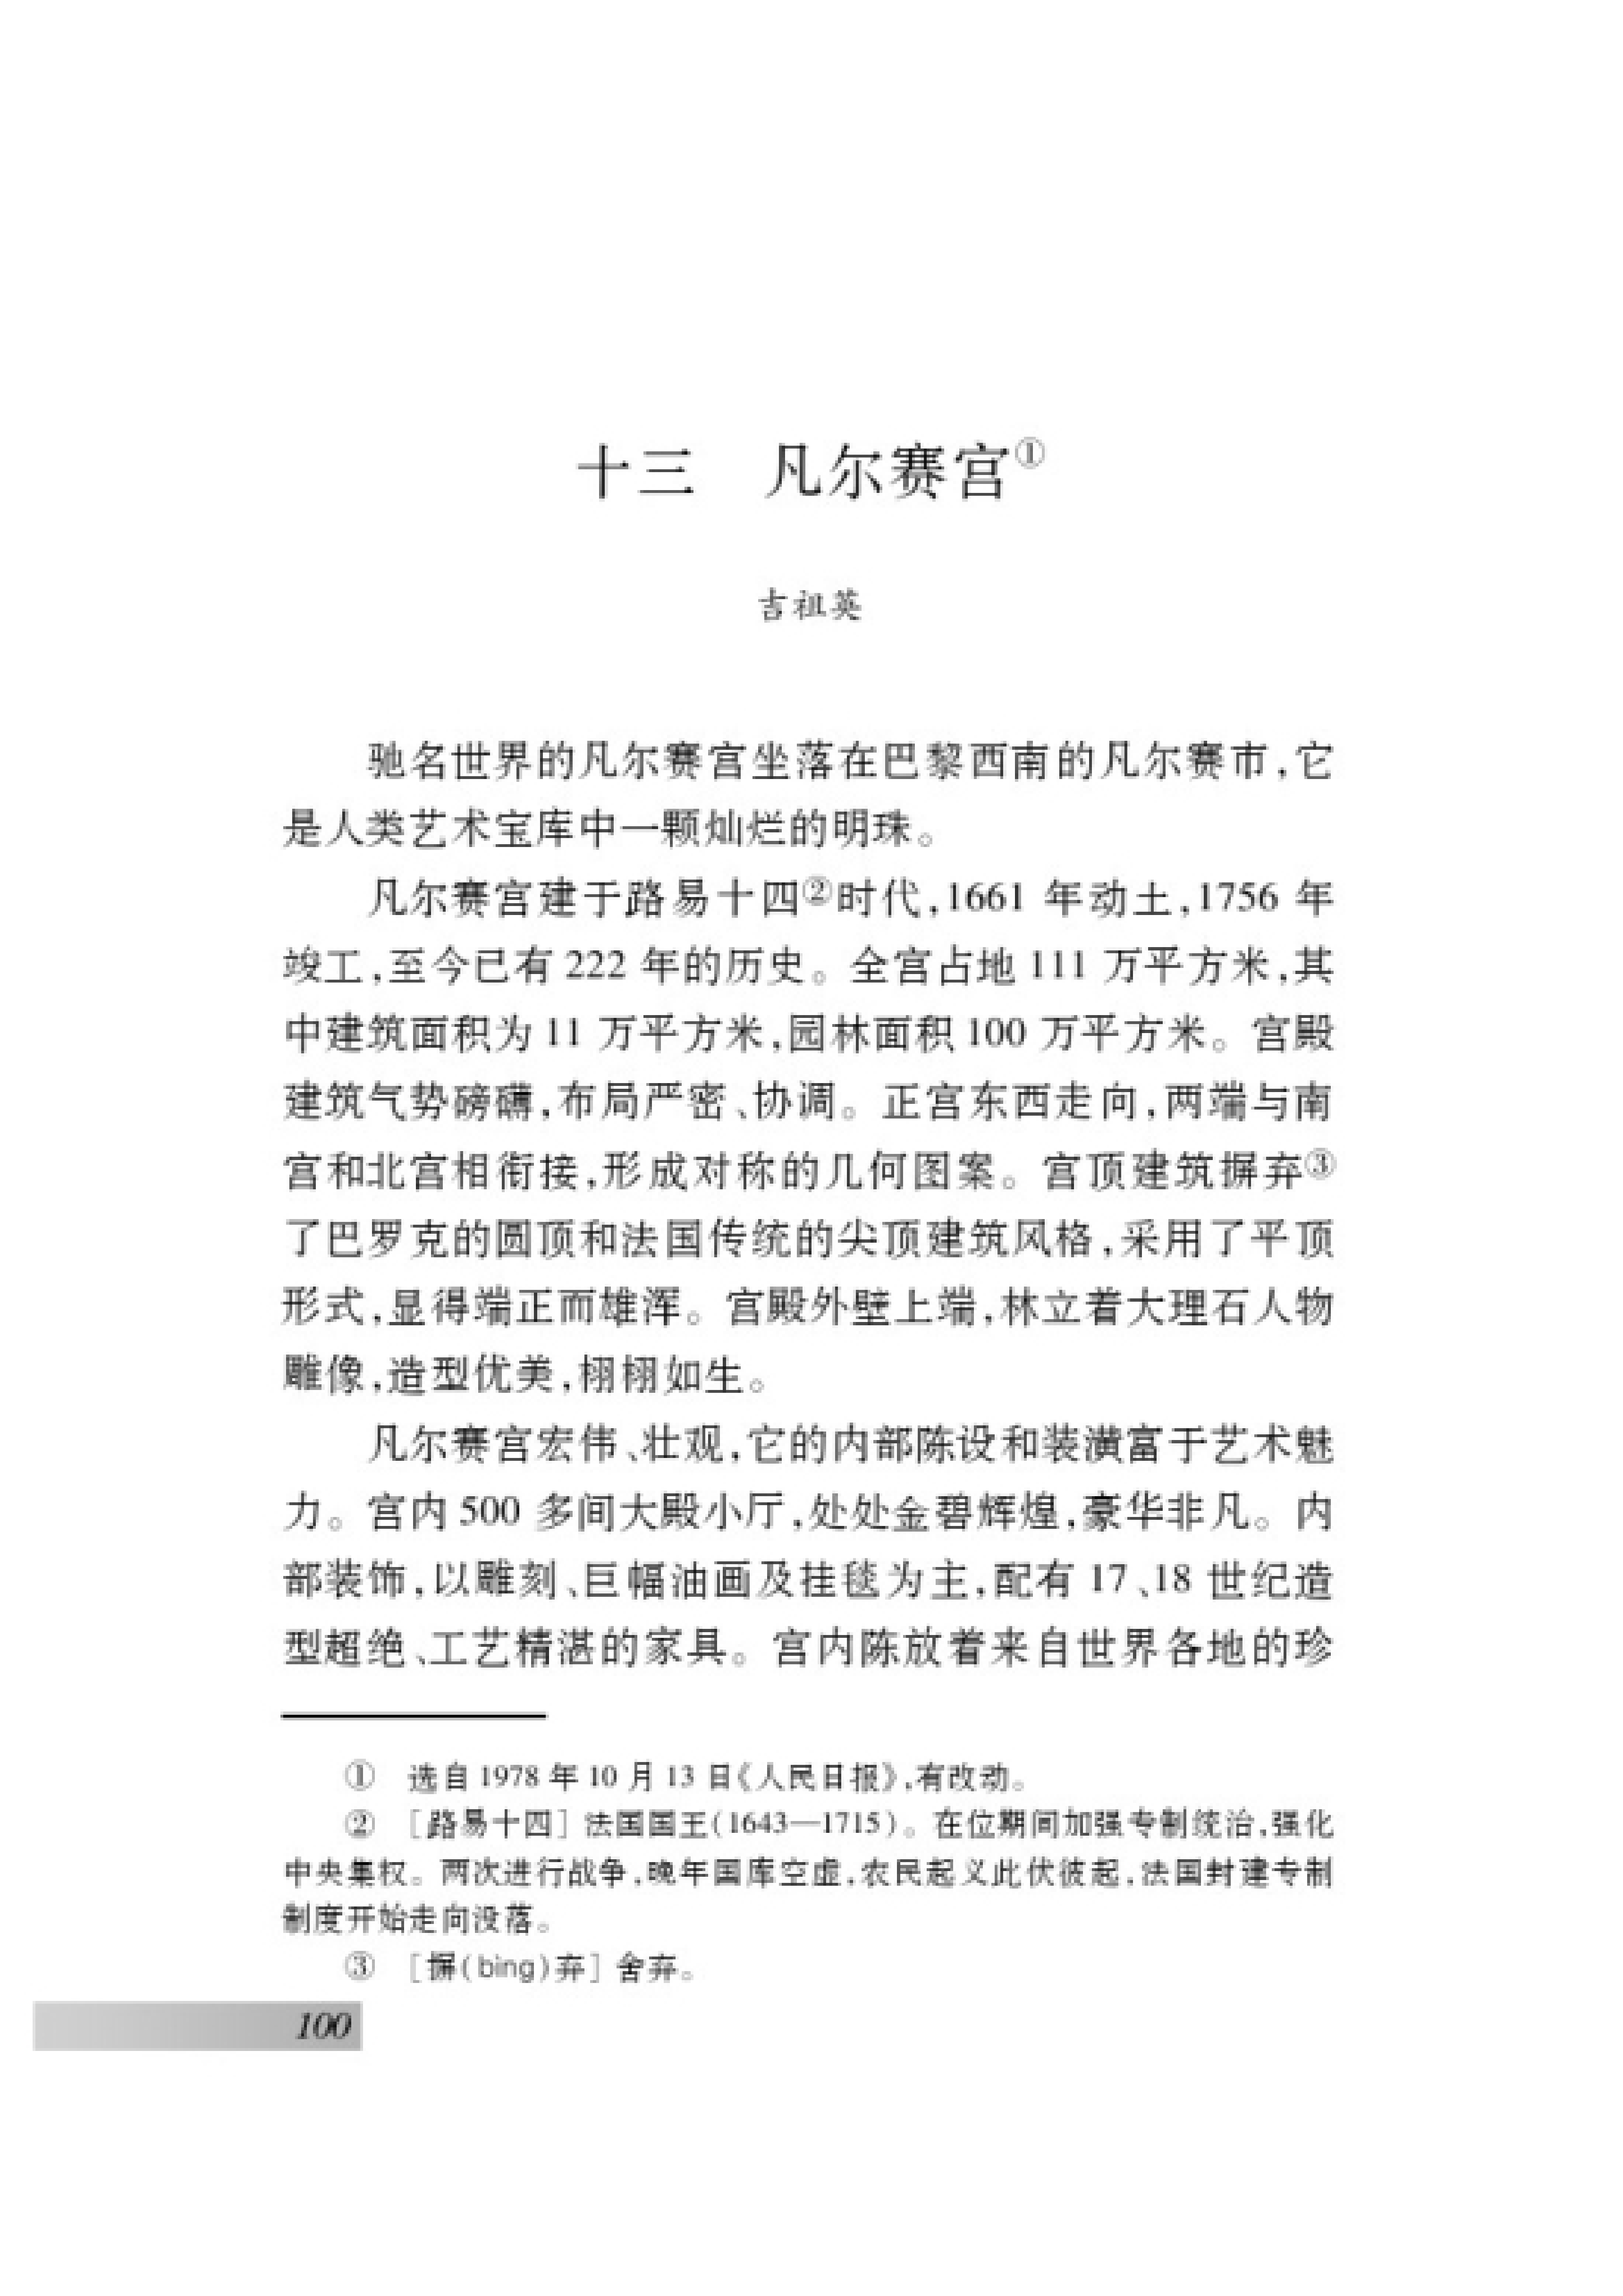 十三　凡尔赛宫①
吉祖英
驰名世界的凡尔赛宫坐落在巴黎西南的凡尔赛市,它
是人类艺术宝库中一颗灿烂的明珠。
凡尔赛宫建于路易十四②时代,1661 年动土,1756 年
竣工,至今已有 222 年的历史。全宫占地 111 万平方米,其
中建筑面积为 11 万平方米,园林面积 100 万平方米。宫殿
建筑气势磅礴,布局严密、协调。正宫东西走向,两端与南
宫和北宫相衔接,形成对称的几何图案。宫顶建筑摒弃③
了巴罗克的圆顶和法国传统的尖顶建筑风格,采用了平顶
形式,显得端正而雄浑。宫殿外壁上端,林立着大理石人物
雕像,造型优美,栩栩如生。
凡尔赛宫宏伟、壮观,它的内部陈设和装潢富于艺术魅
力。宫内 500 多间大殿小厅,处处金碧辉煌,豪华非凡。内
部装饰,以雕刻、巨幅油画及挂毯为主,配有 17、18 世纪造
型超绝、工艺精湛的家具。宫内陈放着来自世界各地的珍
①　选自 1978 年 10 月 13 日《人民日报》,有改动。
②　[路易十四] 法国国王(1643—1715)。在位期间加强专制统治,强化
中央集权。两次进行战争,晚年国库空虚,农民起义此伏彼起,法国封建专制
制度开始走向没落。
③　[摒(bìng)弃] 舍弃。
100